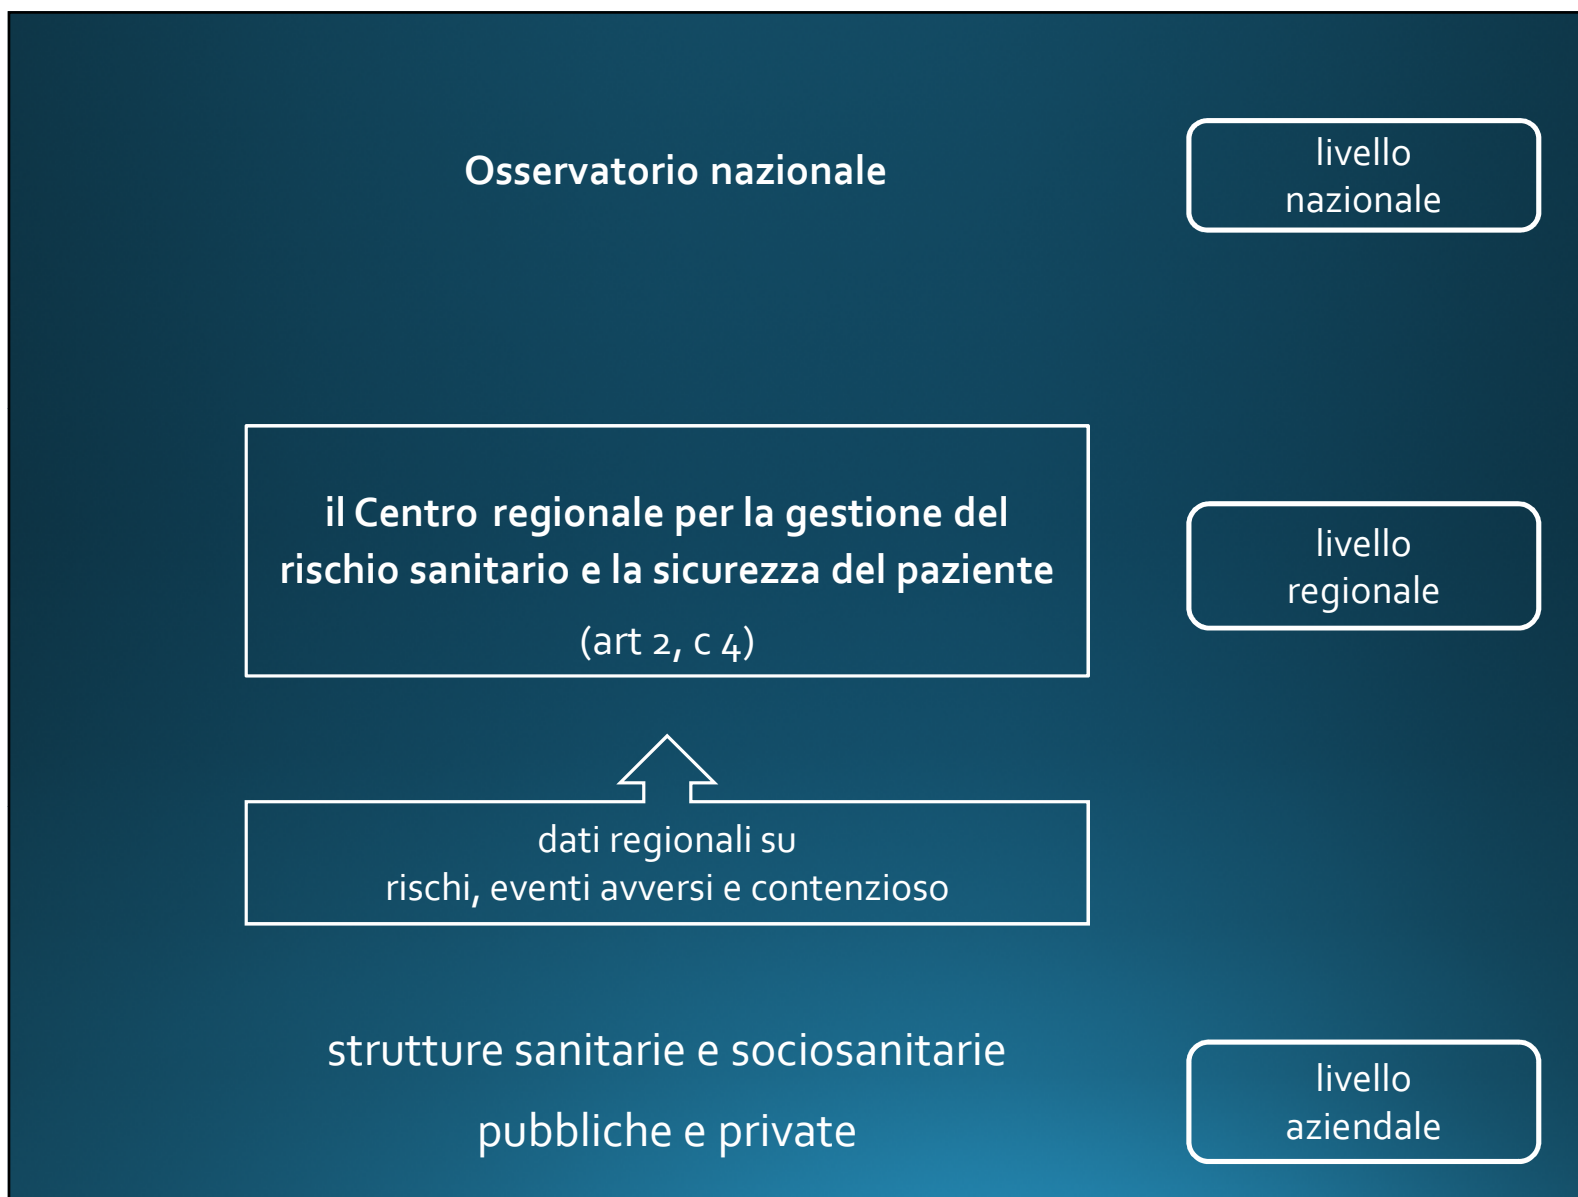 Osservatorio nazionale
livello
nazionale
il Centro regionale per la gestione del
rischio sanitario e la sicurezza del paziente
(art 2, c 4)
livello
regionale
dati regionali su
rischi, eventi avversi e contenzioso
strutture sanitarie e sociosanitarie
pubbliche e private
livello
aziendale